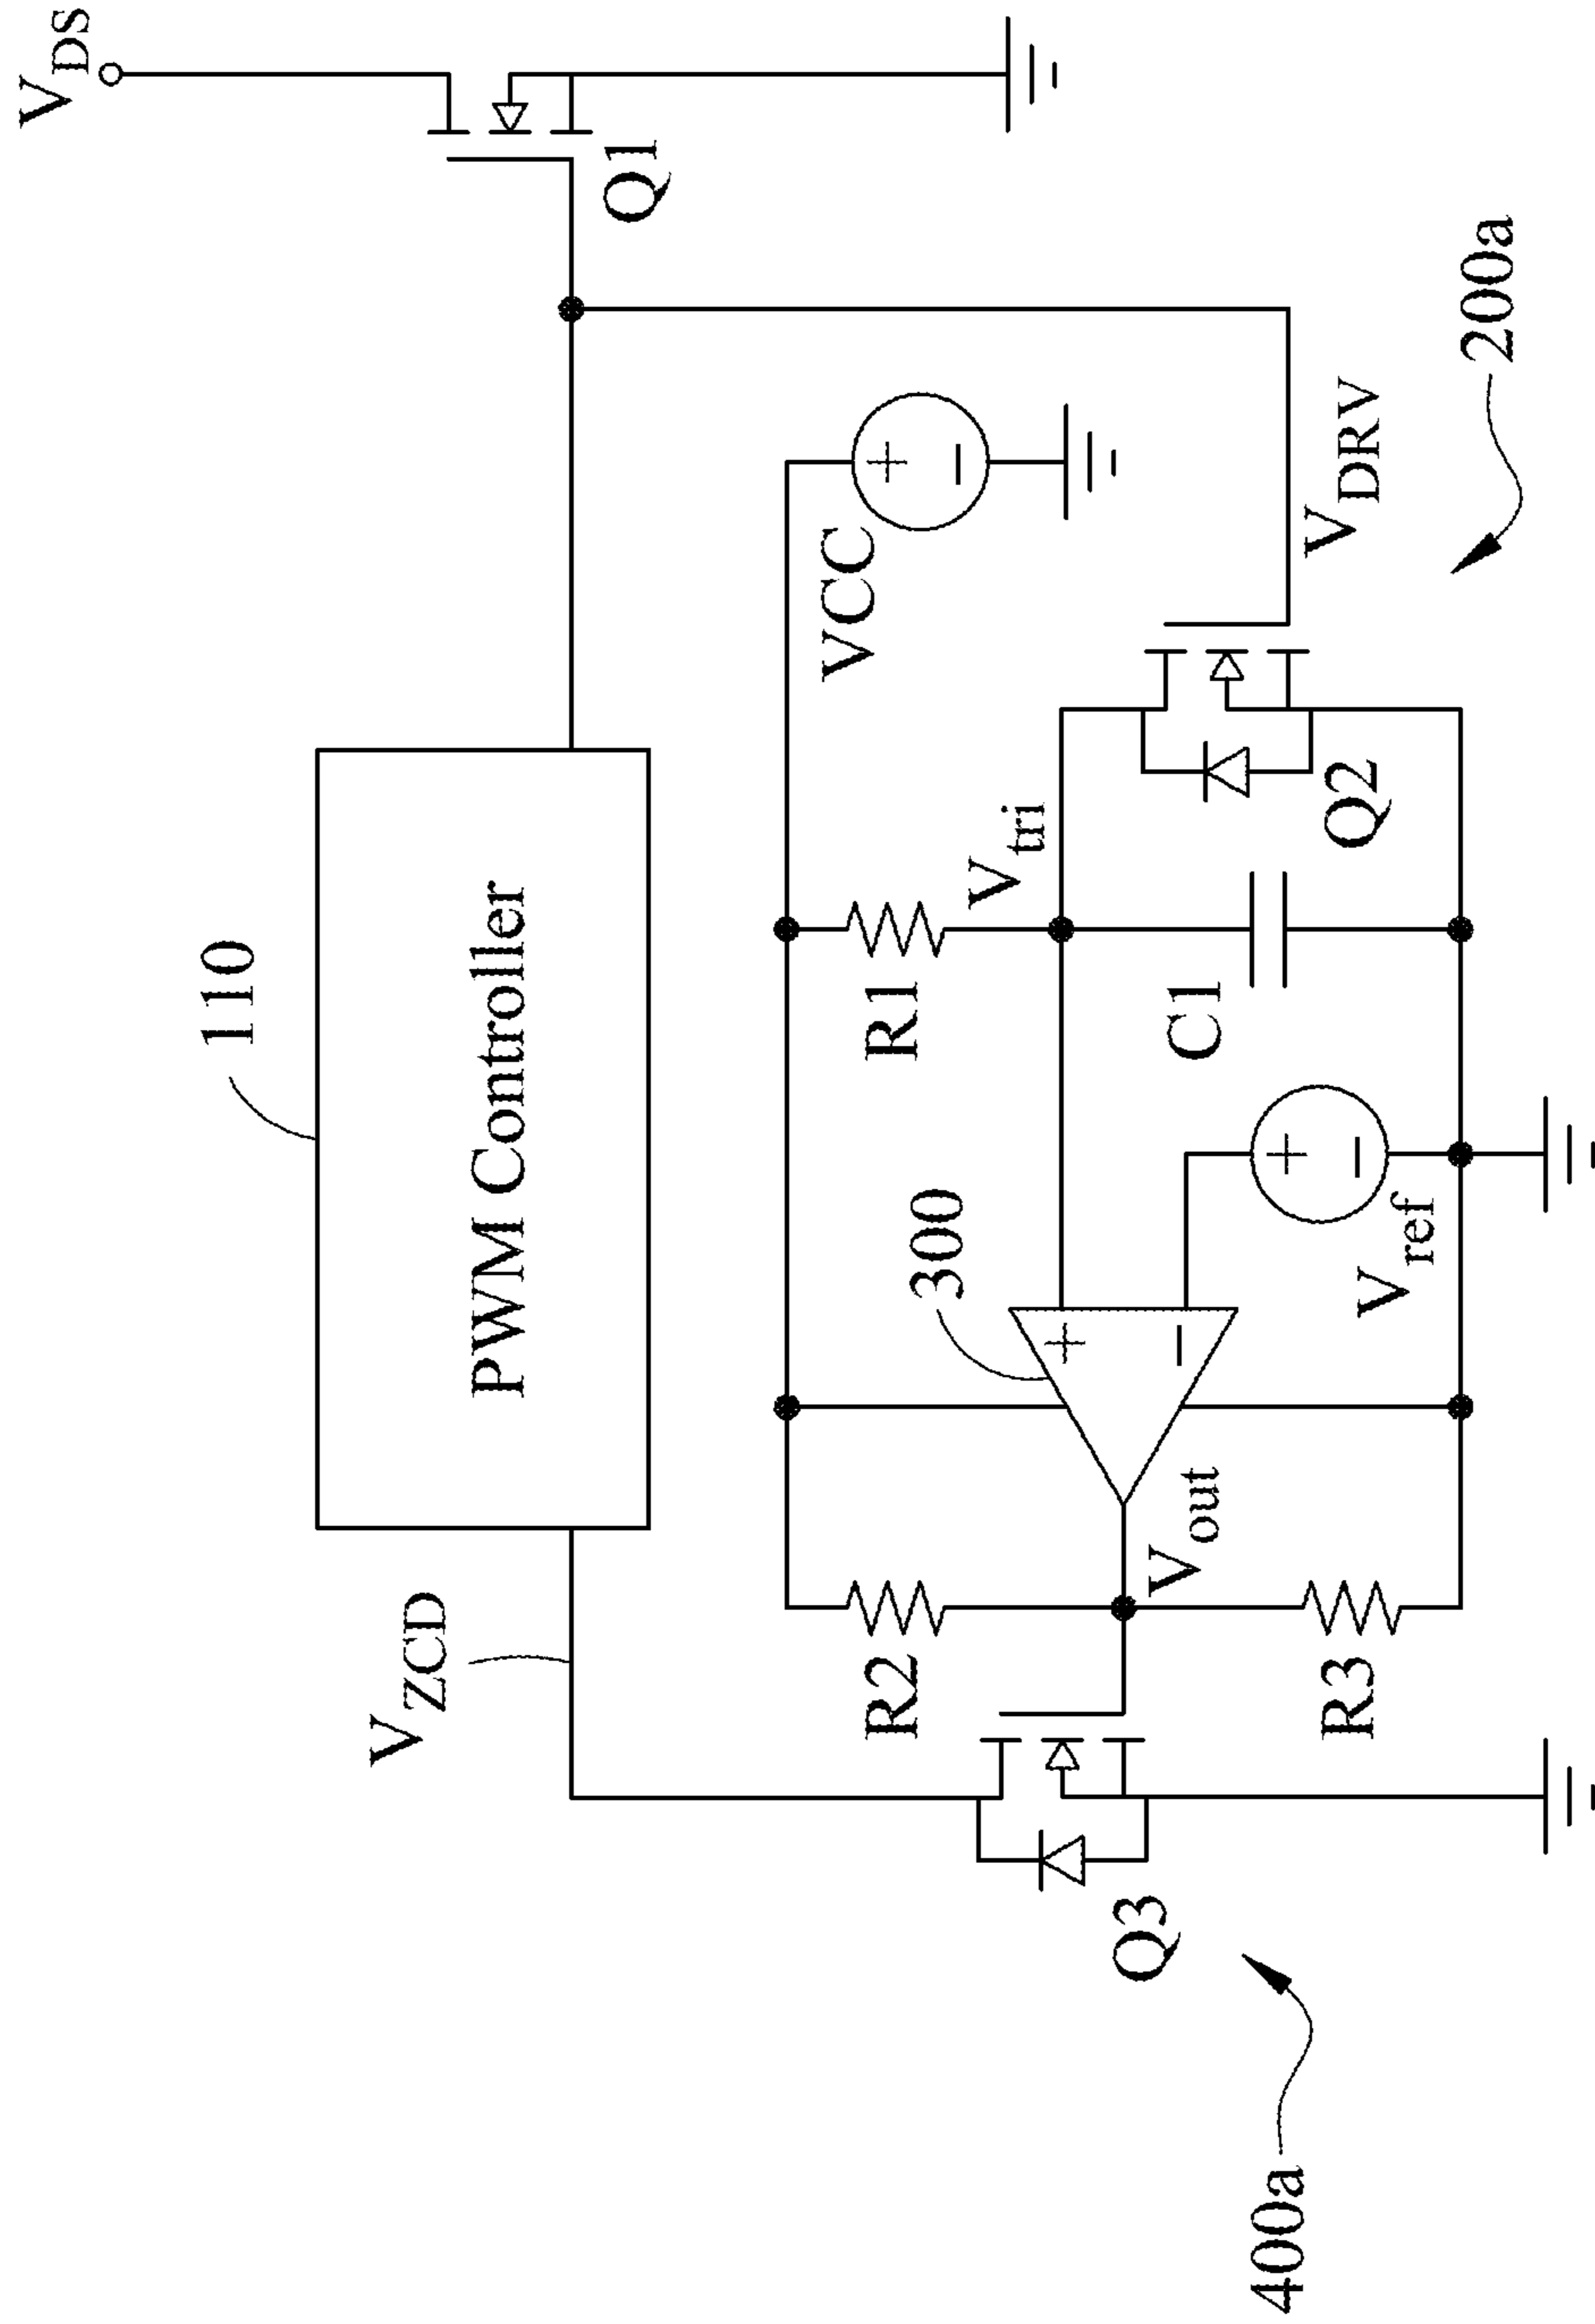 110
PWM Controller
V_ZCD
V_DS
Q1
VCC
300
R1
V_tri
R2
V_out
C1
V_DRV
Q3
R3
V_ref
Q2
400a
200a